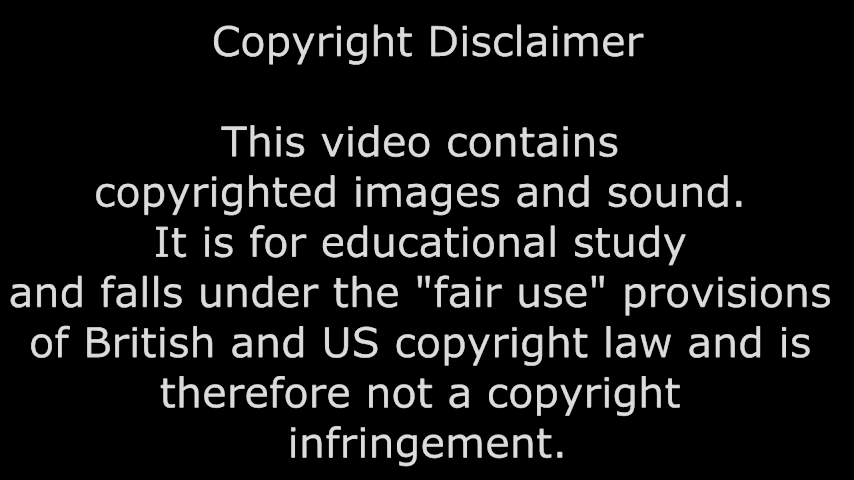 Copyright Disclaimer
This video contains
copyrighted images and sound.
It is for educational study
and falls under the "fair use" provisions
of British and US copyright law and is
therefore not a copyright
infringement.